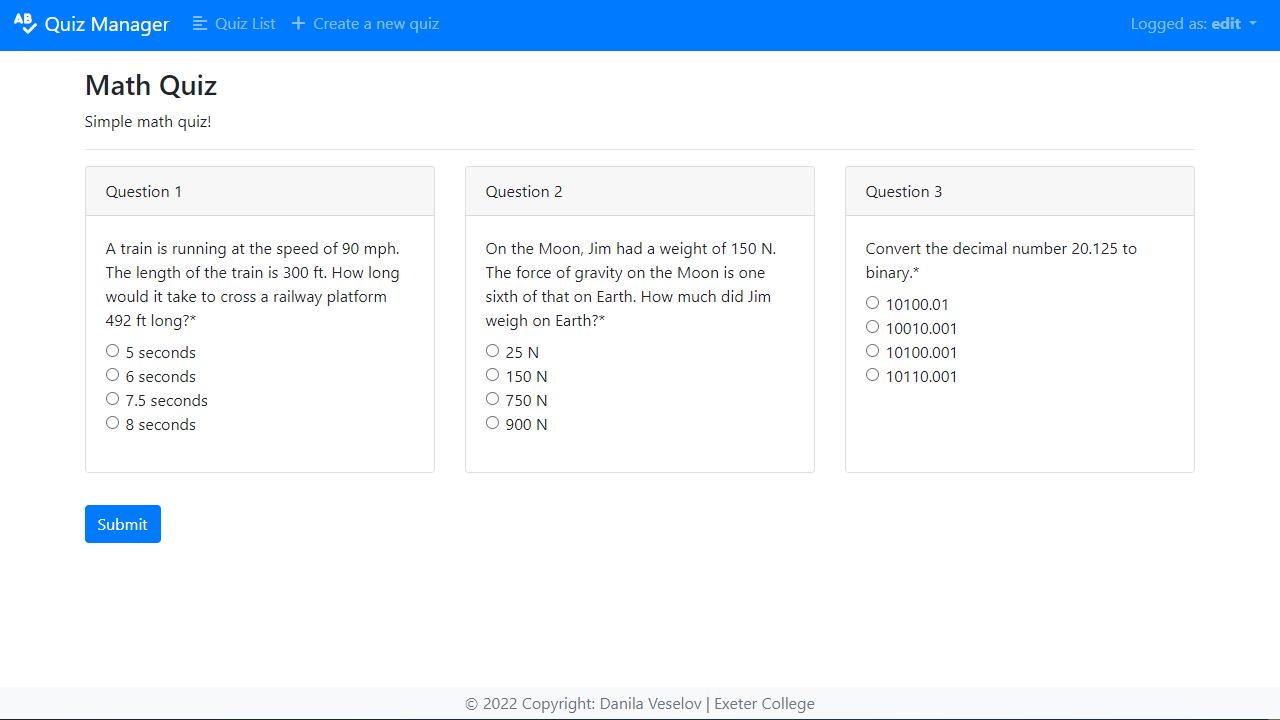 AB Quiz Manager Quiz List Create a new quiz Logged as: edit
Math Quiz
Simple math quiz!
Question 1
A train is running at the speed of 90 mph.
The length of the train is 300 ft. How long
would it take to cross a railway platform
492 ft long?*
5 seconds
6 seconds
7.5 seconds
8 seconds
Question 2
On the Moon, Jim had a weight of 150 N.
The force of gravity on the Moon is one
sixth of that on Earth. How much did Jim
weigh on Earth?*
25 N
150 N
750 N
900 N
Question 3
Convert the decimal number 20.125 to
binary.*
10100.01
10010.001
10100.001
10110.001
Submit
© 2022 Copyright: Danila Veselov | Exeter College